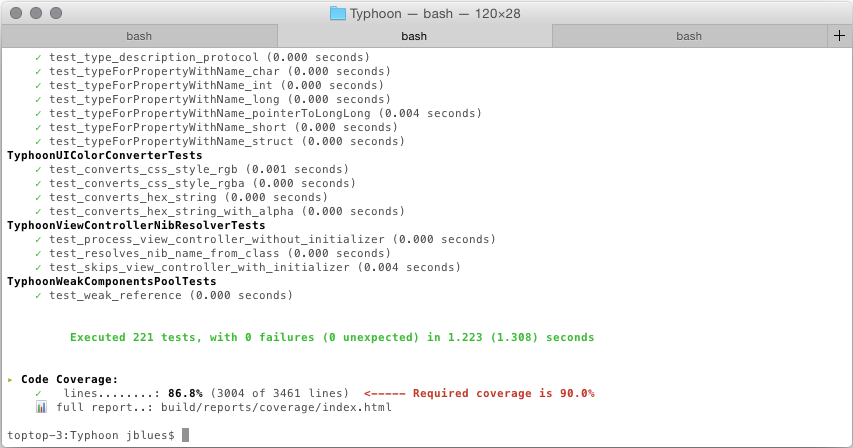 Typhoon — bash — 120×28
bash bash bash +
✓ test_type_description_protocol (0.000 seconds)
✓ test_typeForPropertyWithName_char (0.000 seconds)
✓ test_typeForPropertyWithName_int (0.000 seconds)
✓ test_typeForPropertyWithName_long (0.000 seconds)
✓ test_typeForPropertyWithName_pointerToLongLong (0.004 seconds)
✓ test_typeForPropertyWithName_short (0.000 seconds)
✓ test_typeForPropertyWithName_struct (0.000 seconds)
TyphoonUIColorConverterTests
✓ test_converts_css_style_rgb (0.001 seconds)
✓ test_converts_css_style_rgba (0.000 seconds)
✓ test_converts_hex_string (0.000 seconds)
✓ test_converts_hex_string_with_alpha (0.000 seconds)
TyphoonViewControllerNibResolverTests
✓ test_process_view_controller_without_initializer (0.000 seconds)
✓ test_resolves_nib_name_from_class (0.000 seconds)
✓ test_skips_view_controller_with_initializer (0.004 seconds)
TyphoonWeakComponentsPoolTests
✓ test_weak_reference (0.000 seconds)
Executed 221 tests, with 0 failures (0 unexpected) in 1.223 (1.308) seconds
▸ Code Coverage:
✓ lines........: 86.8% (3004 of 3461 lines) <----- Required coverage is 90.0%
📊 full report..: build/reports/coverage/index.html
toptop-3:Typhoon jblues$